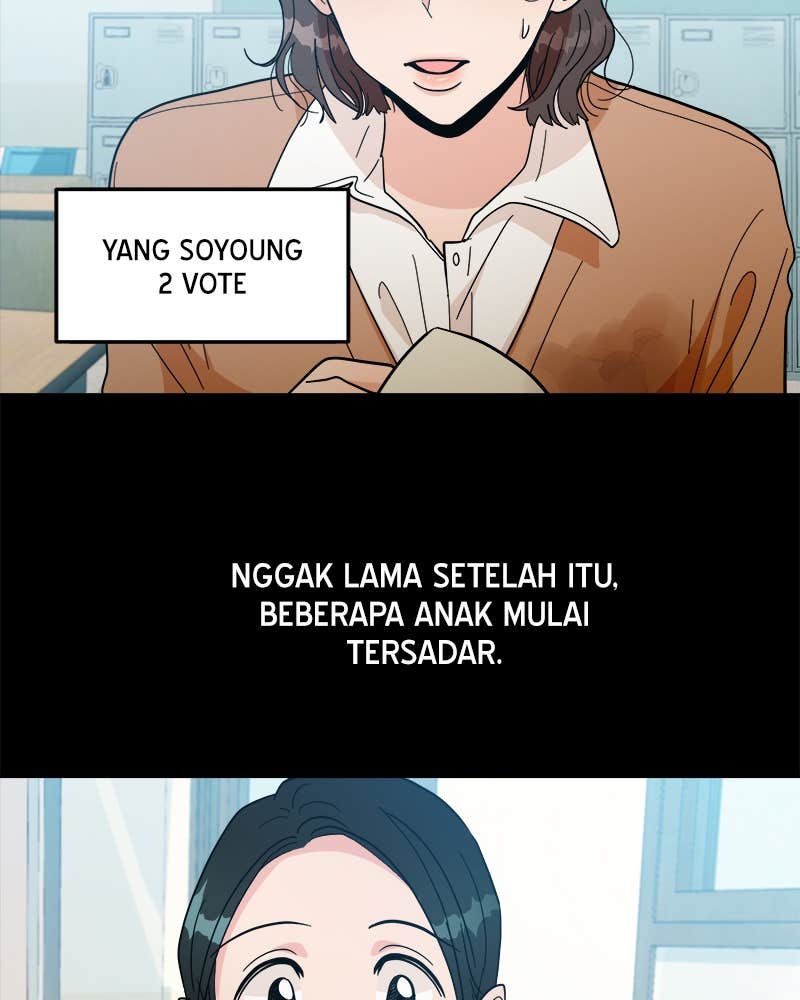 YANG SOYOUNG
2 VOTE
NGGAK LAMA SETELAH ITU,
BEBERAPA ANAK MULAI
TERSADAR.